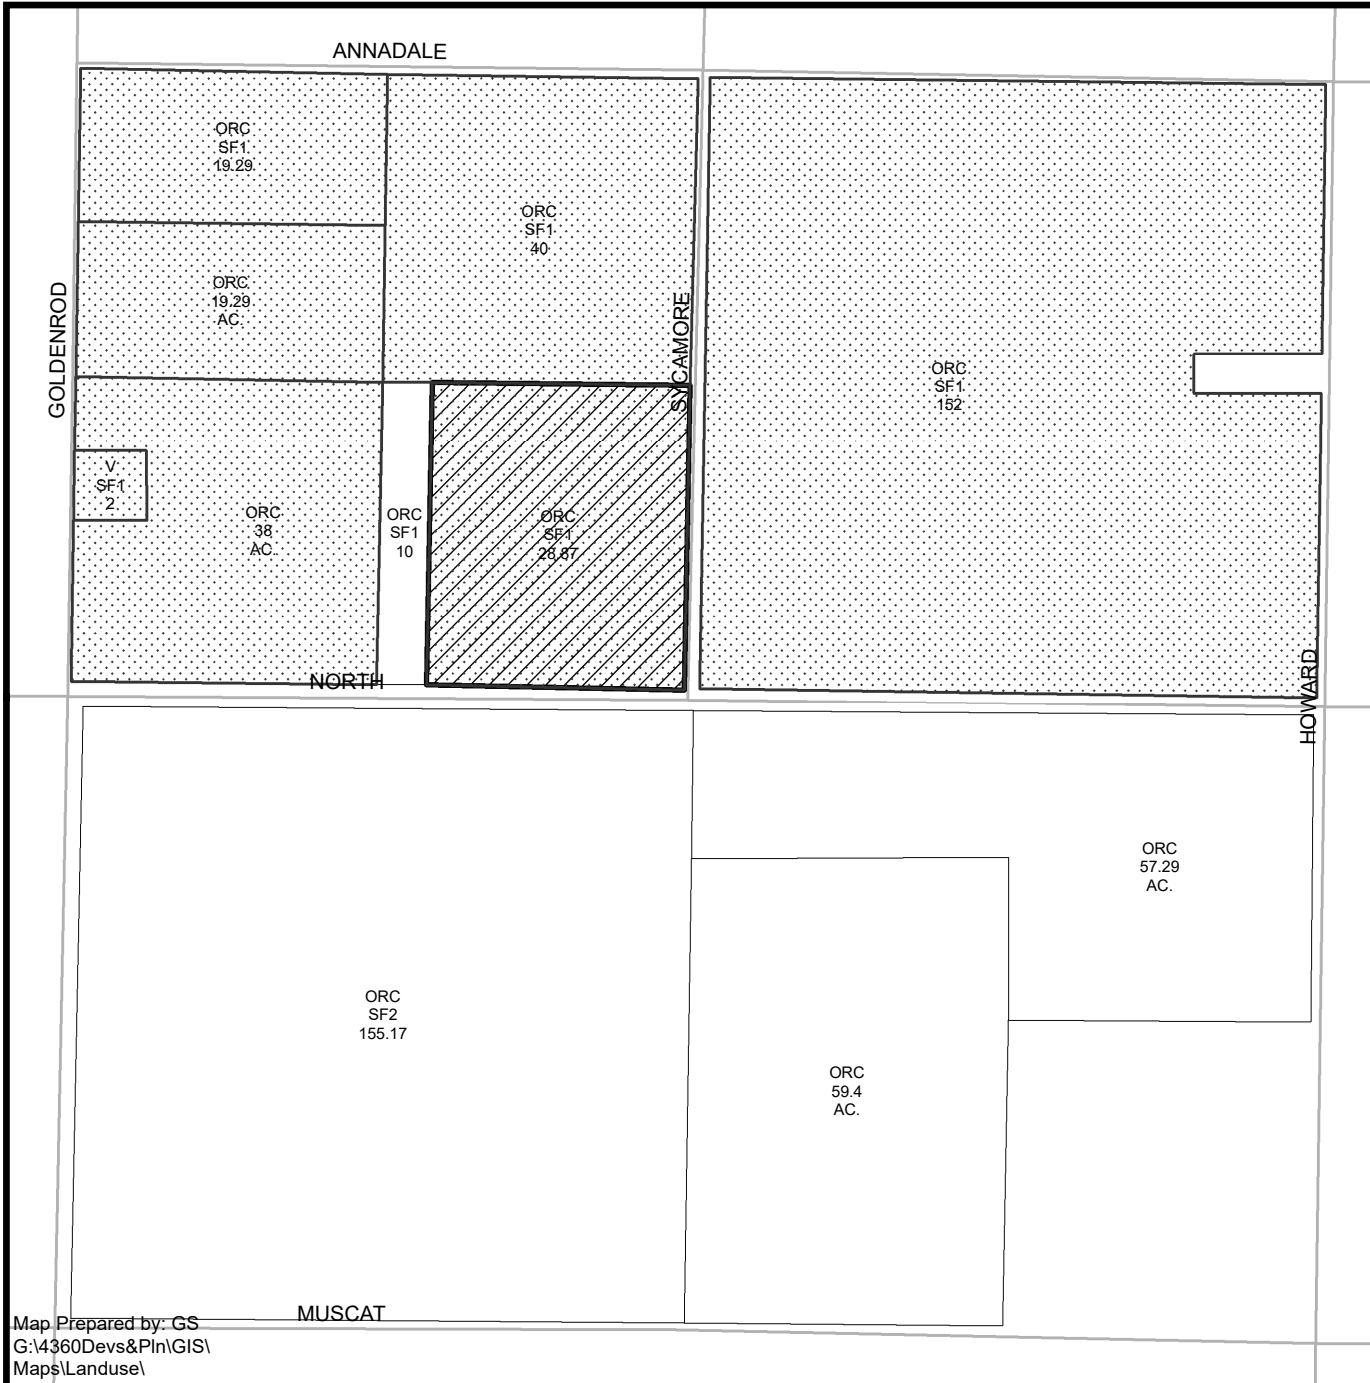 ANNADALE
ORC
SF1
19.29
ORC
SF1
40
ORC
19.29
AC.
GOLDENROD
SYCAMORE
ORC
SF1
152
V
SF1
2
ORC
38
AC.
ORC
SF1
10
ORC
SF1
28.87
NORTH
HOWARD
ORC
57.29
AC.
ORC
SF2
155.17
ORC
59.4
AC.
MUSCAT
Map Prepared by: GS
G:\4360Devs&Pln\GIS\
Maps\Landuse\